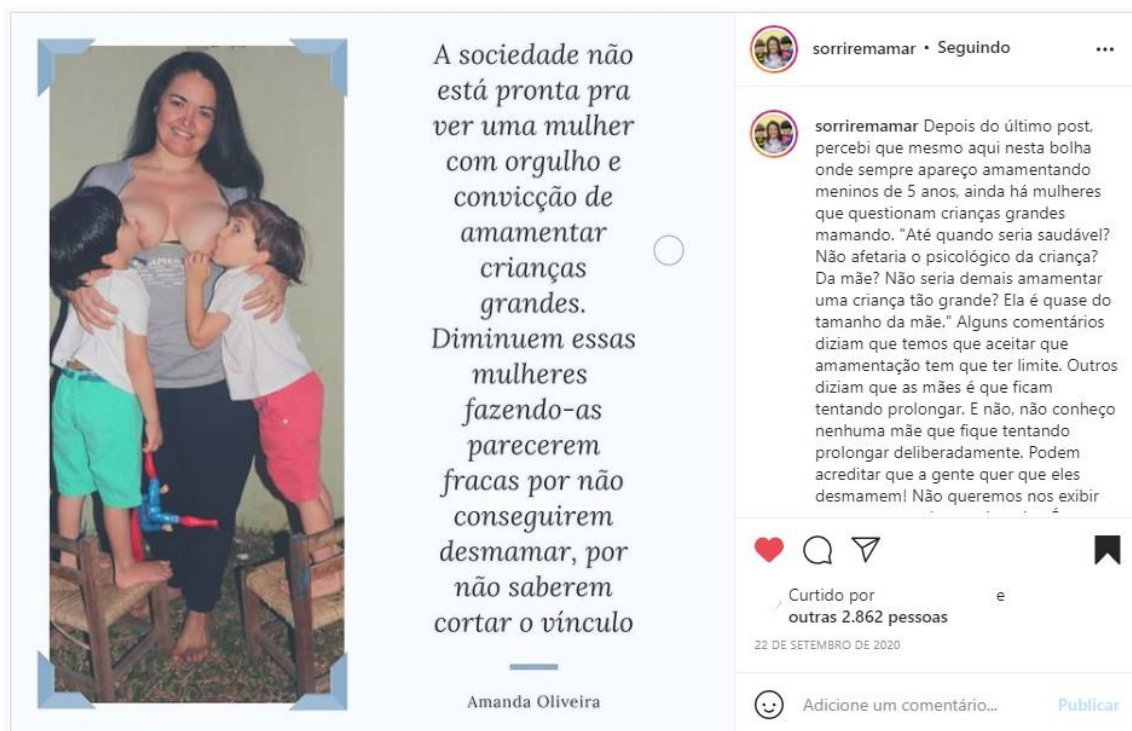 A sociedade não
está pronta pra
ver uma mulher
com orgulho e
convicção de
amamentar
crianças
grandes.
Diminuem essas
mulheres
fazendo-as
parecerem
fracas por não
conseguirem
desmamar, por
não saberem
cortar o vínculo
Amanda Oliveira
sorriremamar • Seguindo
sorriremamar Depois do último post,
percebi que mesmo aqui nesta bolha
onde sempre apareço amamentando
meninos de 5 anos, ainda há mulheres
que questionam crianças grandes
mamando. "Até quando seria saudável?
Não afetaria o psicológico da criança?
Da mãe? Não seria demais amamentar
uma criança tão grande? Ela é quase do
tamanho da mãe." Alguns comentários
diziam que temos que aceitar que
amamentação tem que ter limite. Outros
diziam que as mães é que ficam
tentando prolongar. E não, não conheço
nenhuma mãe que fique tentando
prolongar deliberadamente. Podem
acreditar que a gente quer que eles
desmamem! Não queremos nos exibir
Curtido por e
outras 2.862 pessoas
22 DE SETEMBRO DE 2020
Adicione um comentário... Publicar